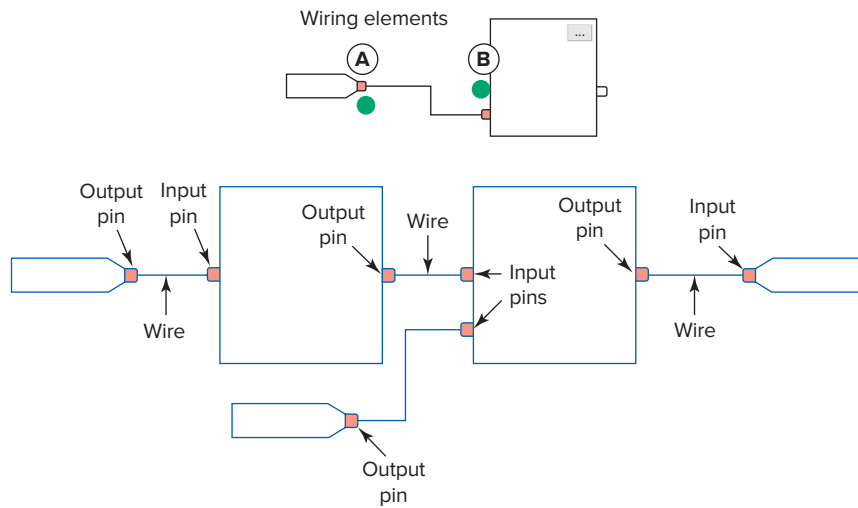 Wiring elements
A
B
...
Output
pin
Input
pin
Output
pin
Wire
Output
pin
Input
pin
Input
pins
Wire
Wire
Output
pin